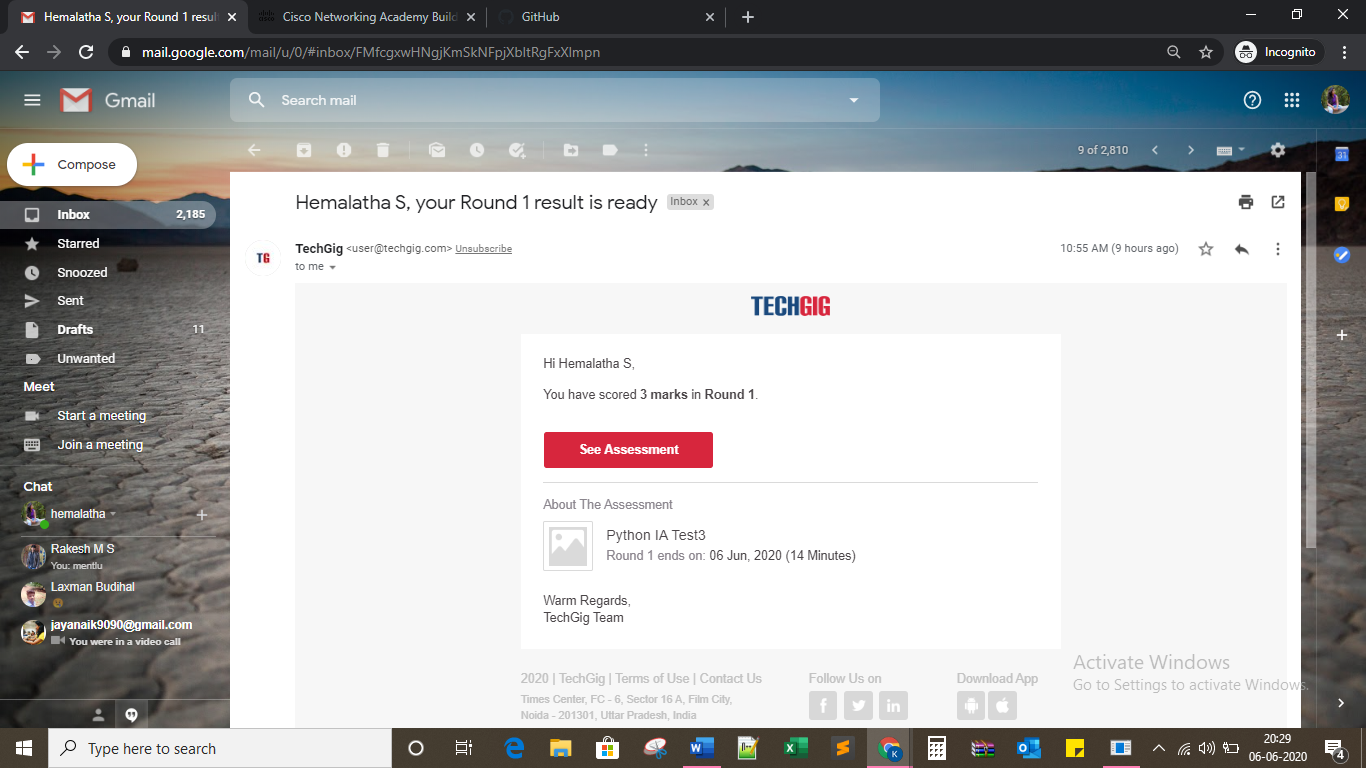 Hemalatha S, your Round 1 resul
Cisco Networking Academy Build
GitHub
mail.google.com/mail/u/0/#inbox/FMfcgxwHNgjKmSkNFpjXbltRgFxXlmpn
Incognito
Gmail
Search mail
Compose
9 of 2,810
31
Inbox 2,185
Starred
Snoozed
Sent
Drafts 11
Unwanted
Meet
Start a meeting
Join a meeting
Chat
hemalatha
Rakesh M S
You: mentlu
Laxman Budihal
jayanaik9090@gmail.com
You were in a video call
Hemalatha S, your Round 1 result is ready Inbox x
TG
TechGig <user@techgig.com> Unsubscribe
10:55 AM (9 hours ago)
to me
TECHGIG
Hi Hemalatha S,
You have scored 3 marks in Round 1.
See Assessment
About The Assessment
Python IA Test3
Round 1 ends on: 06 Jun, 2020 (14 Minutes)
Warm Regards,
TechGig Team
2020 | TechGig | Terms of Use | Contact Us
Times Center, FC - 6, Sector 16 A, Film City,
Noida - 201301, Uttar Pradesh, India
Follow Us on
Download App
Activate Windows
Go to Settings to activate Windows.
Type here to search
20:29
06-06-2020
4